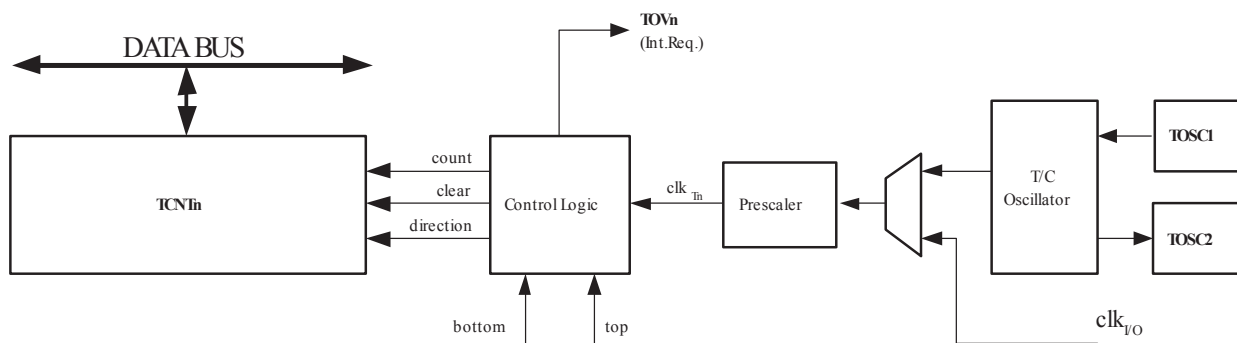 TOVn
(Int.Req.)
DATA BUS
TOSC1
count
T/C
Oscillator
clk Tn
TCNTn
clear
Control Logic
Prescaler
direction
TOSC2
bottom
top
clkI/O